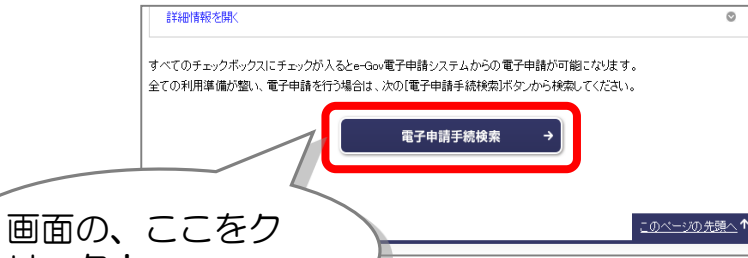 詳細情報を開く
すべてのチェックボックスにチェックが入るとe-Gov電子申請システムからの電子申請が可能になります。
全ての利用準備が整い、電子申請を行う場合は、次の[電子申請手続検索]ボタンから検索してください。
電子申請手続検索 →
このページの先頭へ↑
画面の、ここをク